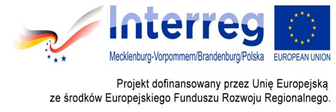 Interreg
Mecklenburg-Vorpommern/Brandenburg/Polska
EUROPEAN UNION
Projekt dofinansowany przez Unię Europejską
ze środków Europejskiego Funduszu Rozwoju Regionalnego.